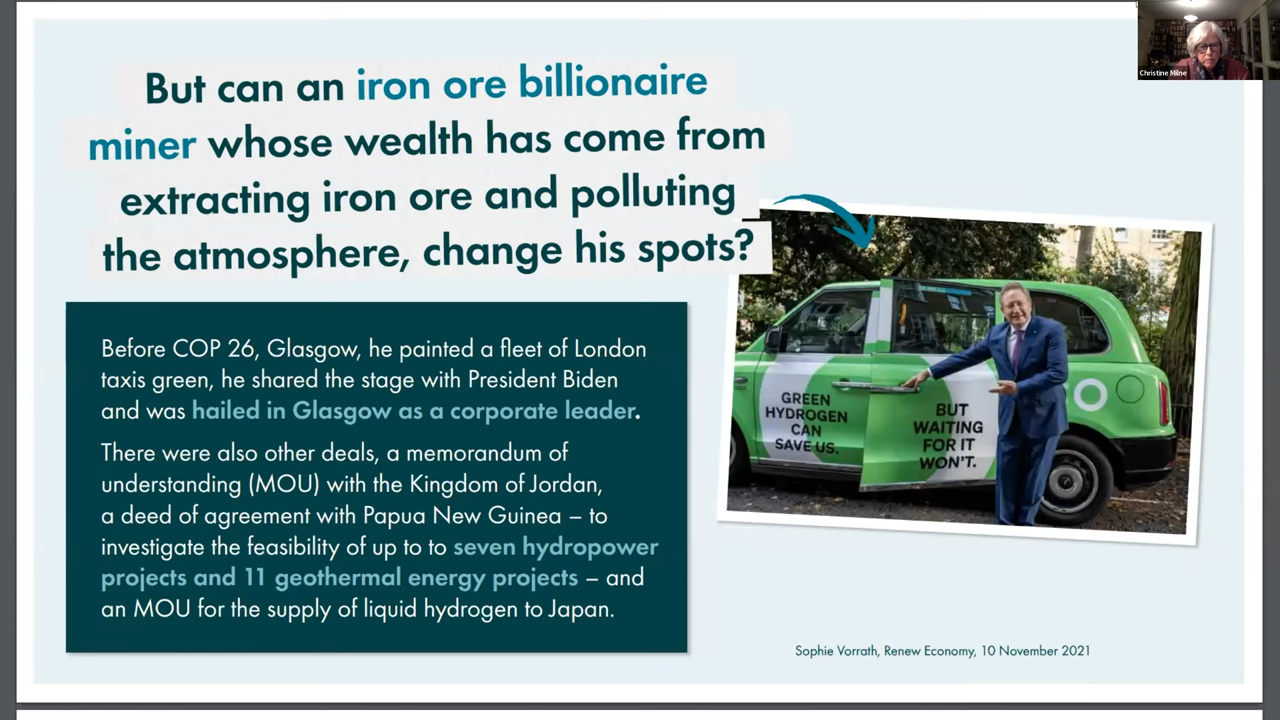 Christine Milne
But can an iron ore billionaire
miner whose wealth has come from
extracting iron ore and polluting
the atmosphere, change his spots?
Before COP 26, Glasgow, he painted a fleet of London
taxis green, he shared the stage with President Biden
and was hailed in Glasgow as a corporate leader.
There were also other deals, a memorandum of
understanding (MOU) with the Kingdom of Jordan,
a deed of agreement with Papua New Guinea – to
investigate the feasibility of up to to seven hydropower
projects and 11 geothermal energy projects – and
an MOU for the supply of liquid hydrogen to Japan.
GREEN
HYDROGEN
CAN
SAVE US.
BUT
WAITING
FOR IT
WON'T.
Sophie Vorrath, Renew Economy, 10 November 2021